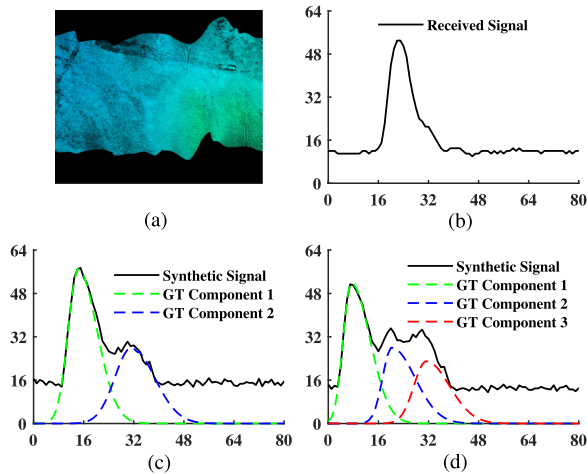 (a)
64
48
32
16
0
Received Signal
0 16 32 48 64 80
(b)
64
48
32
16
0
Synthetic Signal
GT Component 1
GT Component 2
0 16 32 48 64 80
(c)
64
48
32
16
0
Synthetic Signal
GT Component 1
GT Component 2
GT Component 3
0 16 32 48 64 80
(d)